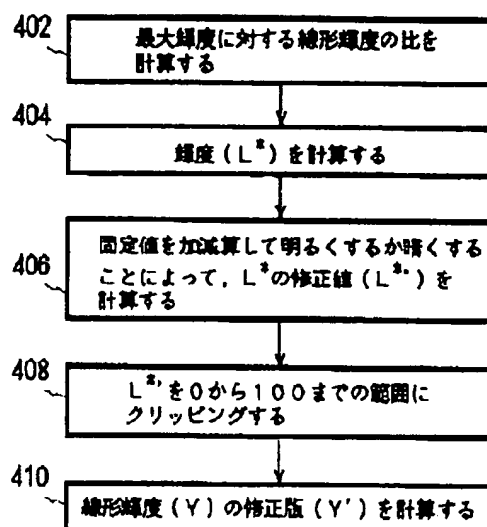 402
最大輝度に対する線形輝度の比を
計算する
404
輝度(L*)を計算する
406
固定値を加減算して明るくするか暗くする
ことによって,L*の修正値(L*')を
計算する
408
L*'を0から100までの範囲に
クリッピングする
410
線形輝度(Y)の修正版(Y')を計算する